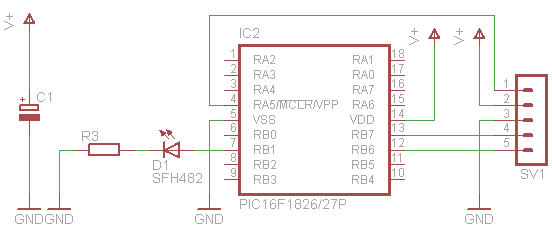 V+
C1
GND
GND
R3
D1
SFH482
IC2
1 RA2 RA1 18
2 RA3 RA0 17
3 RA4 RA7 16
4 RA5/MCLR/VPP RA6 15
5 VSS VDD 14
6 RB0 RB7 13
7 RB1 RB6 12
8 RB2 RB5 11
9 RB3 RB4 10
PIC16F1826/27P
GND
V+
V+
1
2
3
4
5
SV1
GND